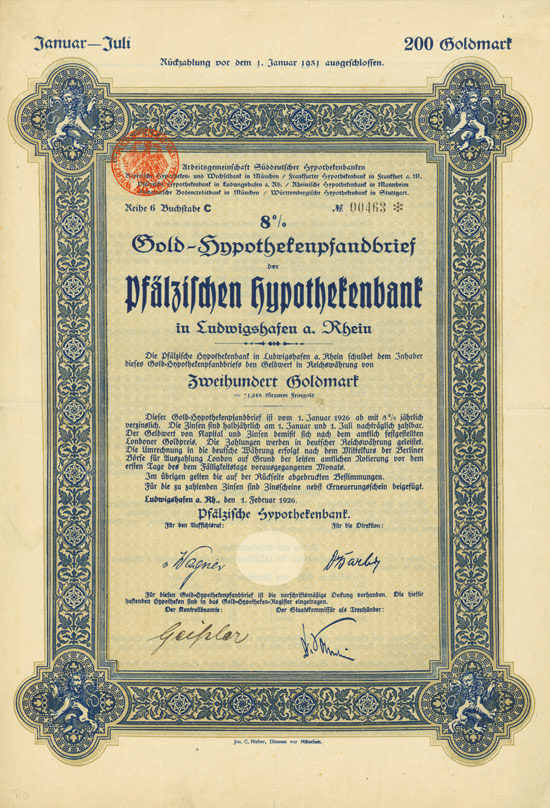 Januar—Juli
200 Goldmark
Rückzahlung vor dem 1. Januar 1931 ausgeschlossen.
Arbeitsgemeinschaft Süddeutscher Hypothekenbanken
Bayerische Hypotheken- und Wechselbank in München / Frankfurter Hypothekenbank in Frankfurt a. M.
Pfälzische Hypothekenbank in Ludwigshafen a. Rh. / Rheinische Hypothekenbank in Mannheim
Süddeutsche Bodencreditbank in München / Württembergische Hypothekenbank in Stuttgart.
Reihe 6 Buchstabe C
№ 00463 *
8%
Gold-Hypothekenpfandbrief
der
Pfälzischen Hypothekenbank
in Ludwigshafen a. Rhein
Die Pfälzische Hypothekenbank in Ludwigshafen a. Rhein schuldet dem Inhaber
dieses Gold-Hypothekenpfandbriefs den Geldwert in Reichswährung von
Zweihundert Goldmark
= 71,685 Gramm Feingold
Dieser Gold-Hypothekenpfandbrief ist vom 1. Januar 1926 ab mit 8% jährlich
verzinslich. Die Zinsen sind halbjährlich am 1. Januar und 1. Juli nachträglich zahlbar.
Der Geldwert von Kapital und Zinsen bemißt sich nach dem amtlich festgestellten
Londoner Goldpreis. Die Zahlungen werden in deutscher Reichswährung geleistet.
Die Umrechnung in die deutsche Währung erfolgt nach dem Mittelkurs der Berliner
Börse für Auszahlung London auf Grund der letzten amtlichen Notierung vor dem
ersten Tage des dem Fälligkeitstage vorausgegangenen Monats.
Im übrigen gelten die auf der Rückseite abgedruckten Bestimmungen.
Für die zu zahlenden Zinsen sind Zinsscheine nebst Erneuerungsschein beigefügt.
Ludwigshafen a. Rh., den 1. Februar 1926.
Pfälzische Hypothekenbank.
Für den Aufsichtsrat:
Für die Direktion:
Wagner
Für diesen Gold-Hypothekenpfandbrief ist die vorschriftsmäßige Deckung vorhanden. Die hiefür
haftenden Hypotheken sind in das Gold-Hypotheken-Register eingetragen.
Der Kontrollbeamte:
Der Staatskommissär als Treuhänder:
Geißler
Jos. C. Huber, Diessen vor München.